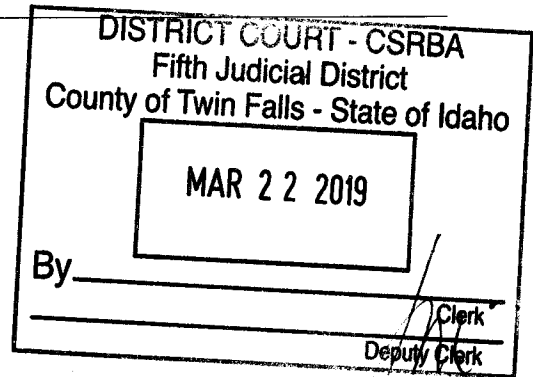 DISTRICT COURT - CSRBA
Fifth Judicial District
County of Twin Falls - State of Idaho
MAR 22 2019
By
Clerk
Deputy Clerk